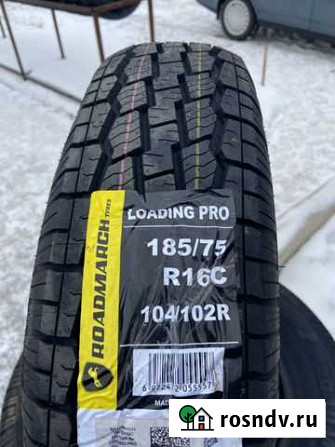 LOADING PRO
185/75
R16C
104/102R
ROADMARCH
TYRES
rosndv.ru